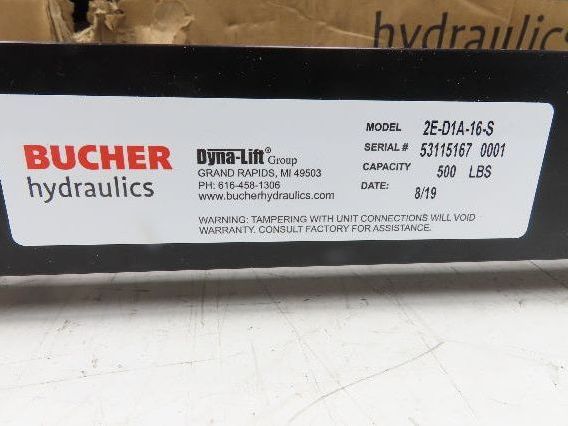 hydraulics
BUCHER
hydraulics
Dyna-Lift® Group
GRAND RAPIDS, MI 49503
PH: 616-458-1306
www.bucherhydraulics.com
MODEL 2E-D1A-16-S
SERIAL# 53115167 0001
CAPACITY 500 LBS
DATE: 8/19
WARNING: TAMPERING WITH UNIT CONNECTIONS WILL VOID
WARRANTY. CONSULT FACTORY FOR ASSISTANCE.